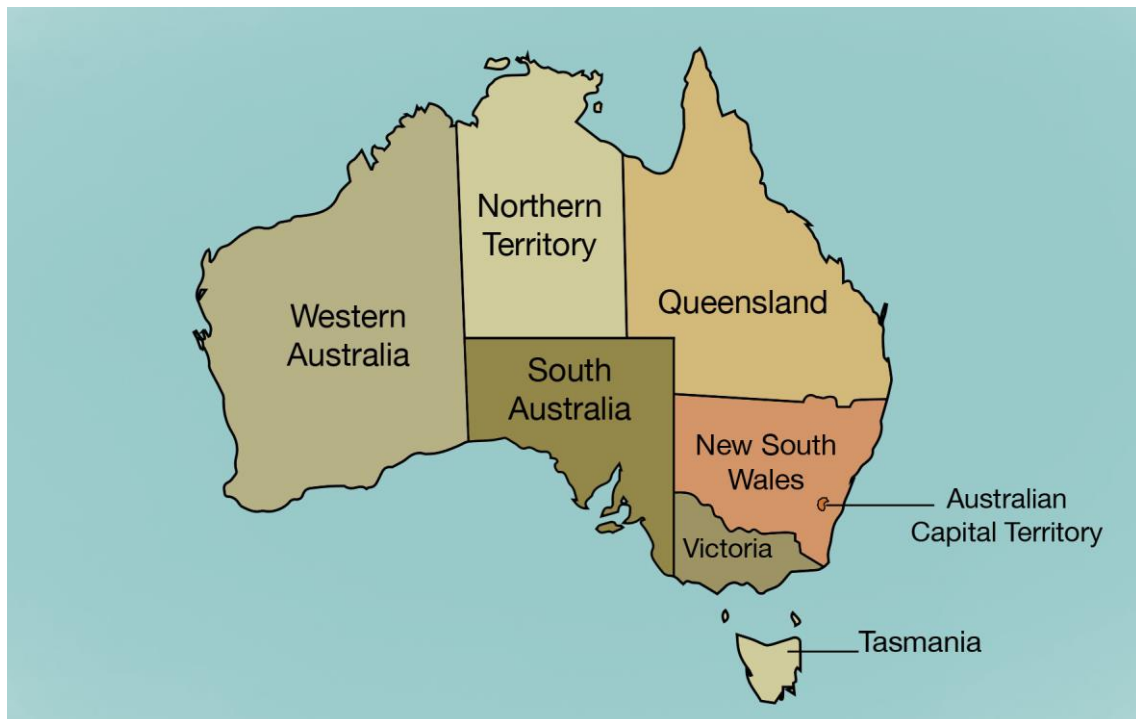 Northern
Territory
Queensland
Western
Australia
South
Australia
New South
Wales
Australian
Capital Territory
Victoria
Tasmania